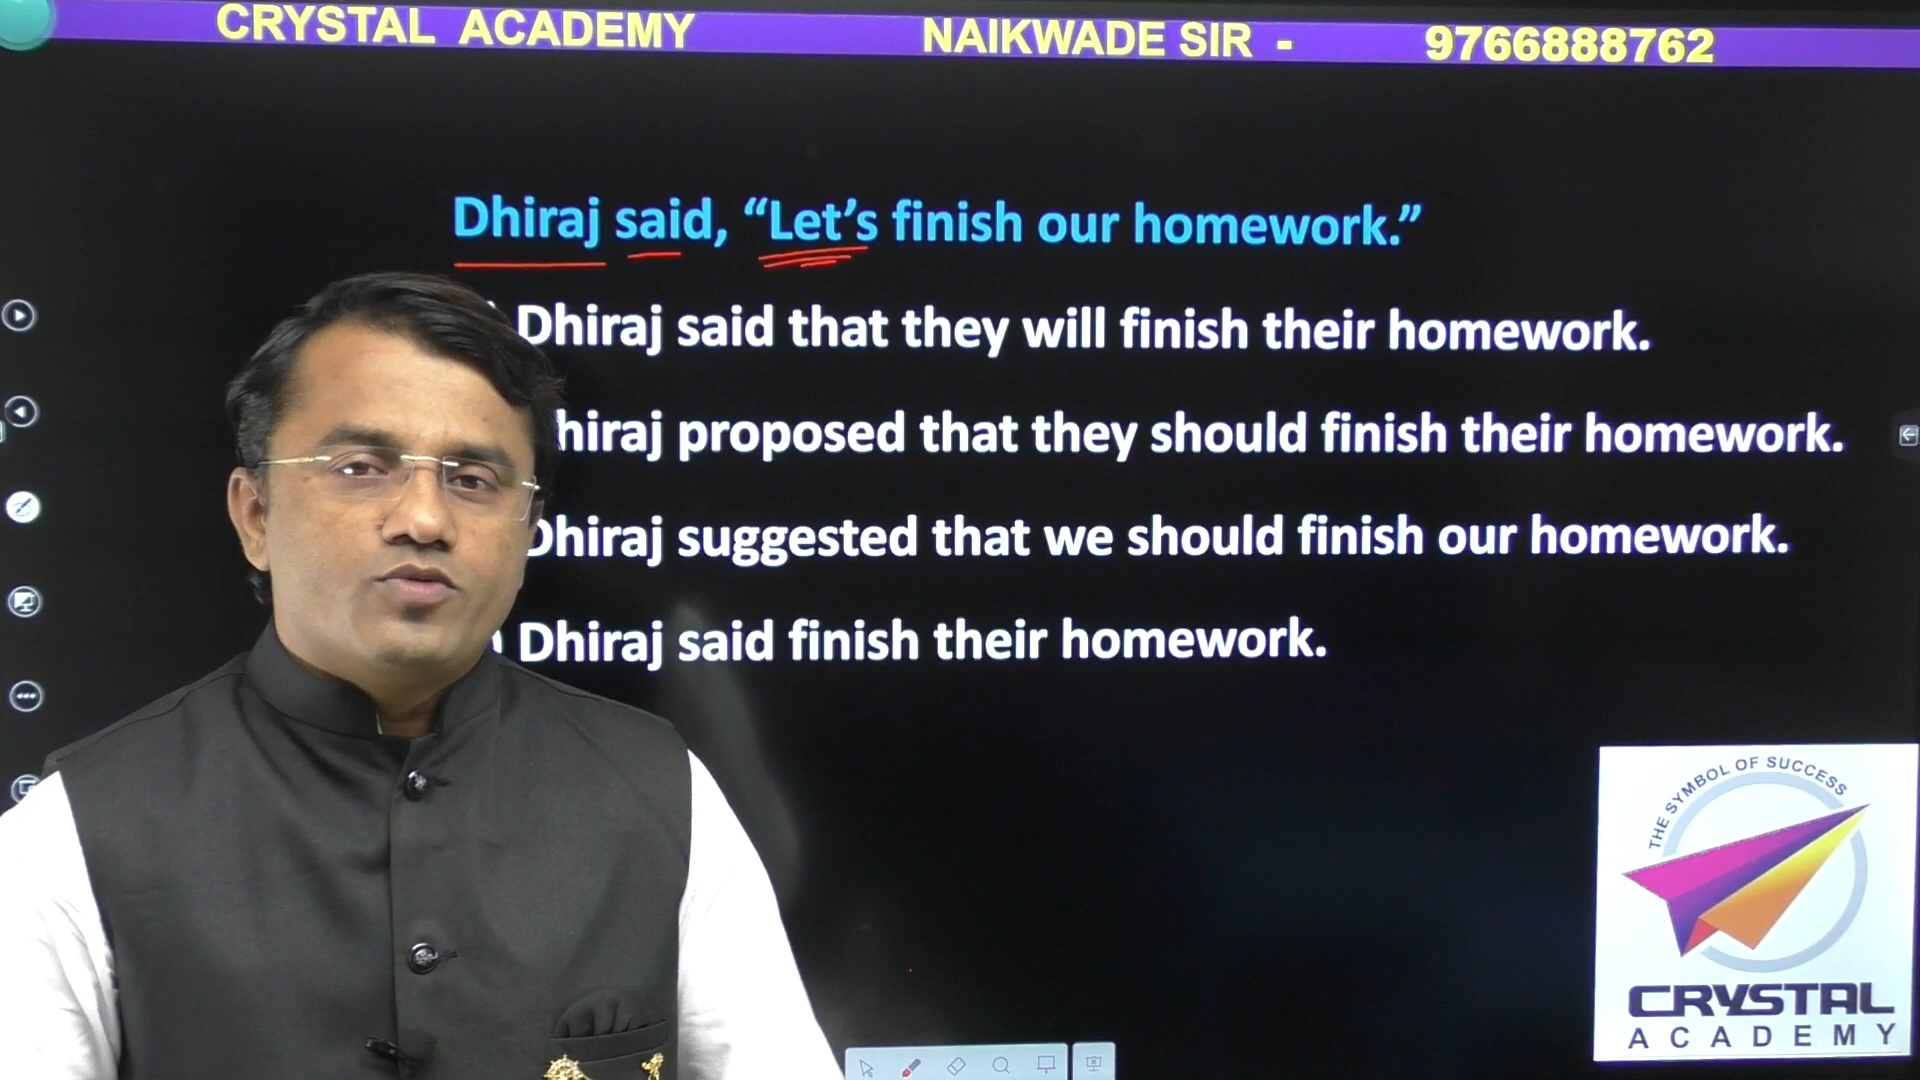 CRYSTAL ACADEMY NAIKWADE SIR - 9766888762
Dhiraj said, “Let’s finish our homework.”
Dhiraj said that they will finish their homework.
proposed that they should finish their homework.
Dhiraj suggested that we should finish our homework.
) Dhiraj said finish their homework.
THE SYMBOL OF SUCCESS
CRYSTAL
ACADEMY